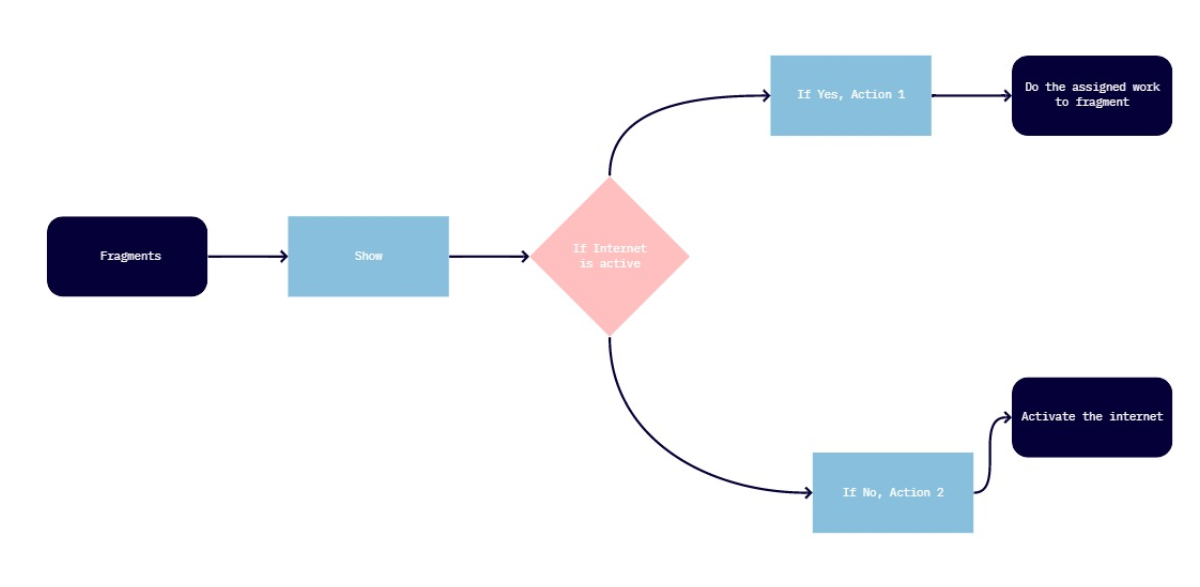 Fragments
Show
If Internet
is active
If Yes, Action 1
Do the assigned work
to fragment
If No, Action 2
Activate the internet